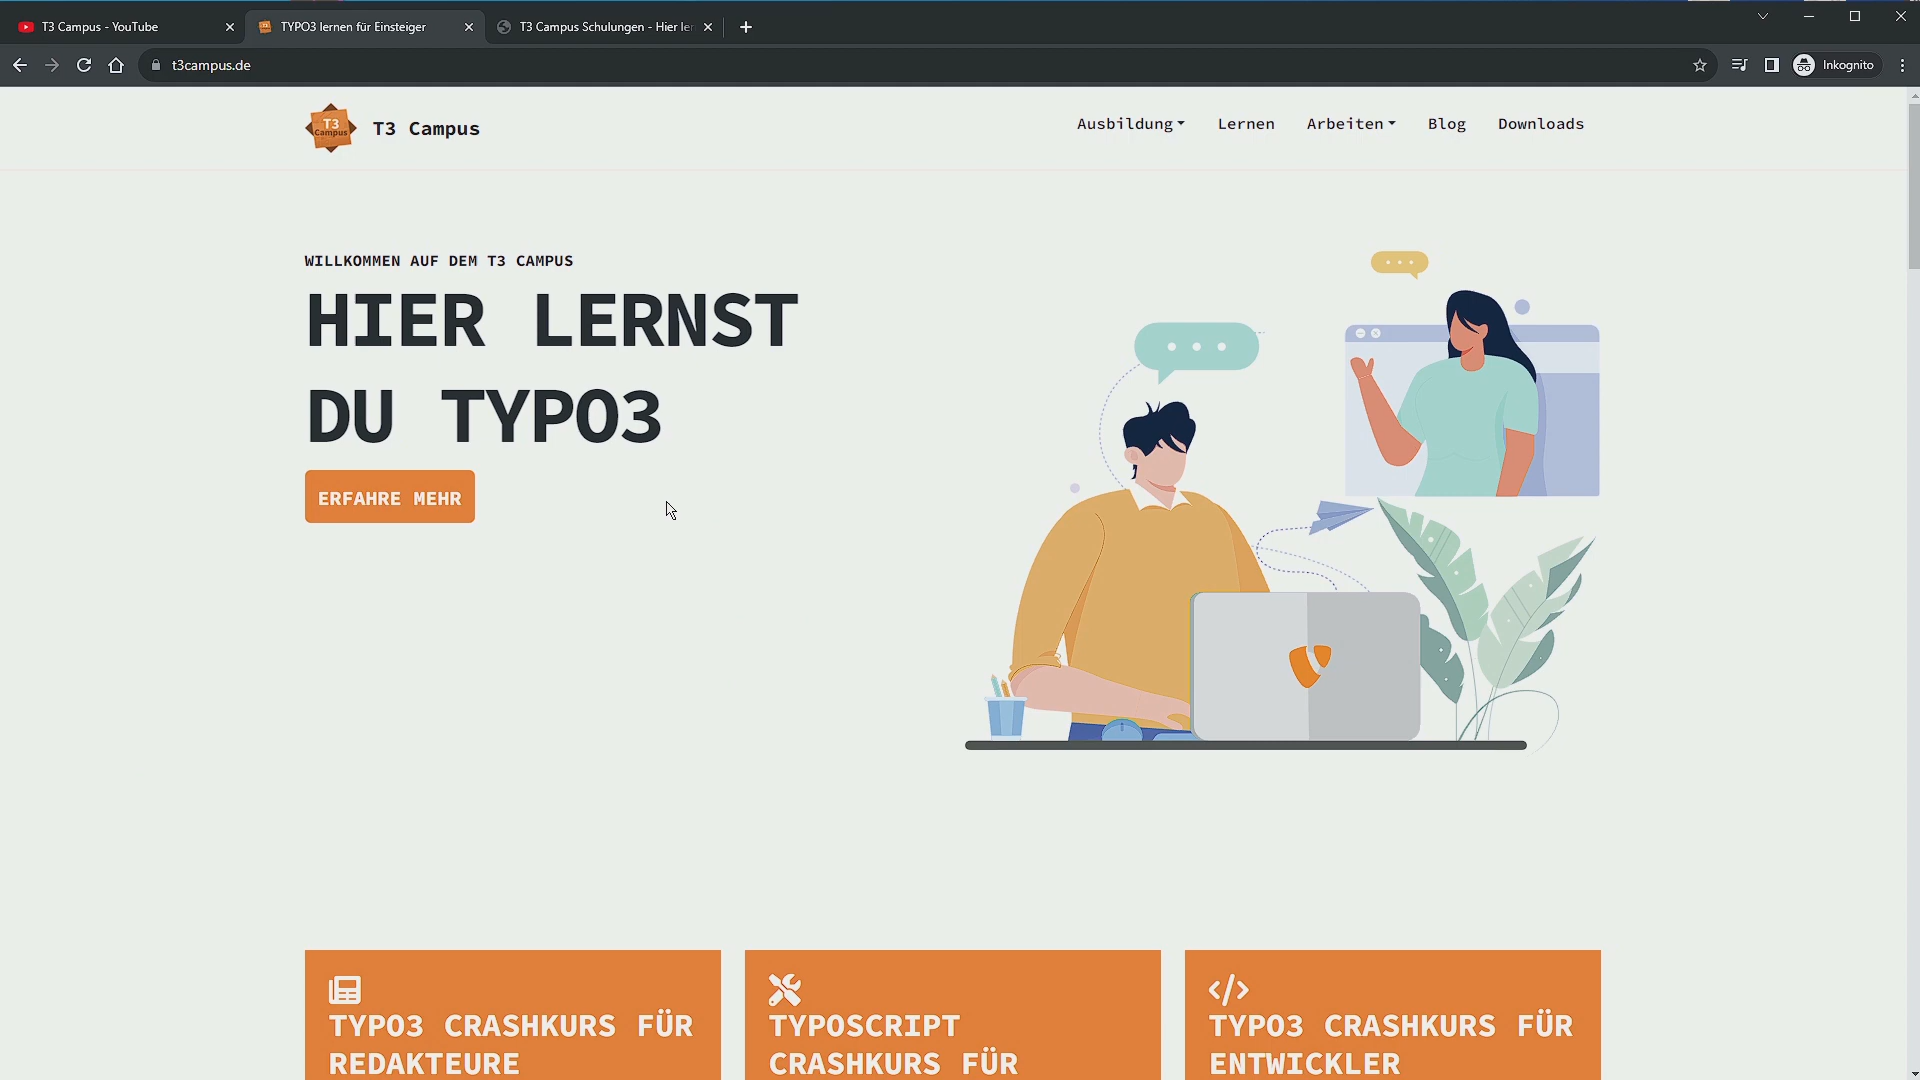 T3 Campus - YouTube
TYPO3 lernen für Einsteiger
T3 Campus Schulungen - Hier ler
t3campus.de
Inkognito
T3 Campus
T3 Campus
Ausbildung
Lernen
Arbeiten
Blog
Downloads
WILLKOMMEN AUF DEM T3 CAMPUS
HIER LERNST
DU TYPO3
ERFAHRE MEHR
TYPO3 CRASHKURS FÜR
REDAKTEURE
TYPOSCRIPT
CRASHKURS FÜR
TYPO3 CRASHKURS FÜR
ENTWICKLER